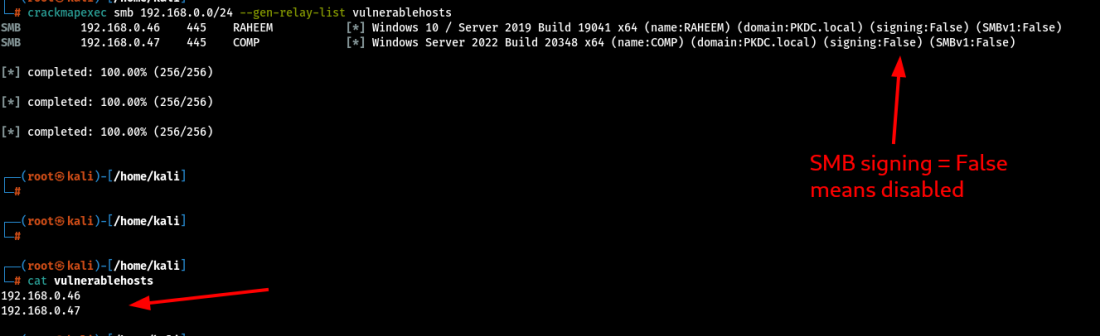 # crackmapexec smb 192.168.0.0/24 --gen-relay-list vulnerablehosts
SMB 192.168.0.46 445 RAHEEM [*] Windows 10 / Server 2019 Build 19041 x64 (name:RAHEEM) (domain:PKDC.local) (signing:False) (SMBv1:False)
SMB 192.168.0.47 445 COMP [*] Windows Server 2022 Build 20348 x64 (name:COMP) (domain:PKDC.local) (signing:False) (SMBv1:False)
[*] completed: 100.00% (256/256)
[*] completed: 100.00% (256/256)
[*] completed: 100.00% (256/256)
SMB signing = False
means disabled
(root㉿kali)-[/home/kali]
#
(root㉿kali)-[/home/kali]
#
(root㉿kali)-[/home/kali]
# cat vulnerablehosts
192.168.0.46
192.168.0.47